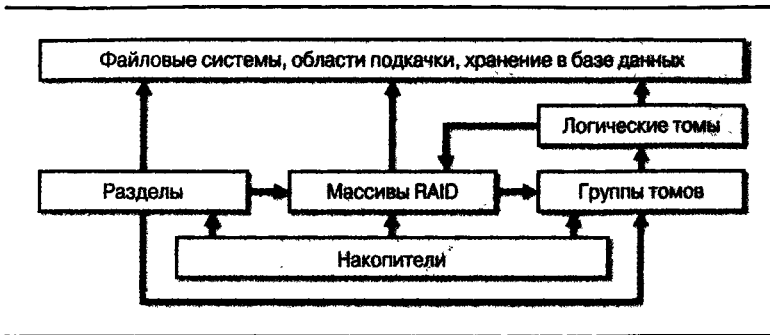 Файловые системы, области подкачки, хранение в базе данных
Логические томы
Разделы
Массивы RAID
Группы томов
Накопители